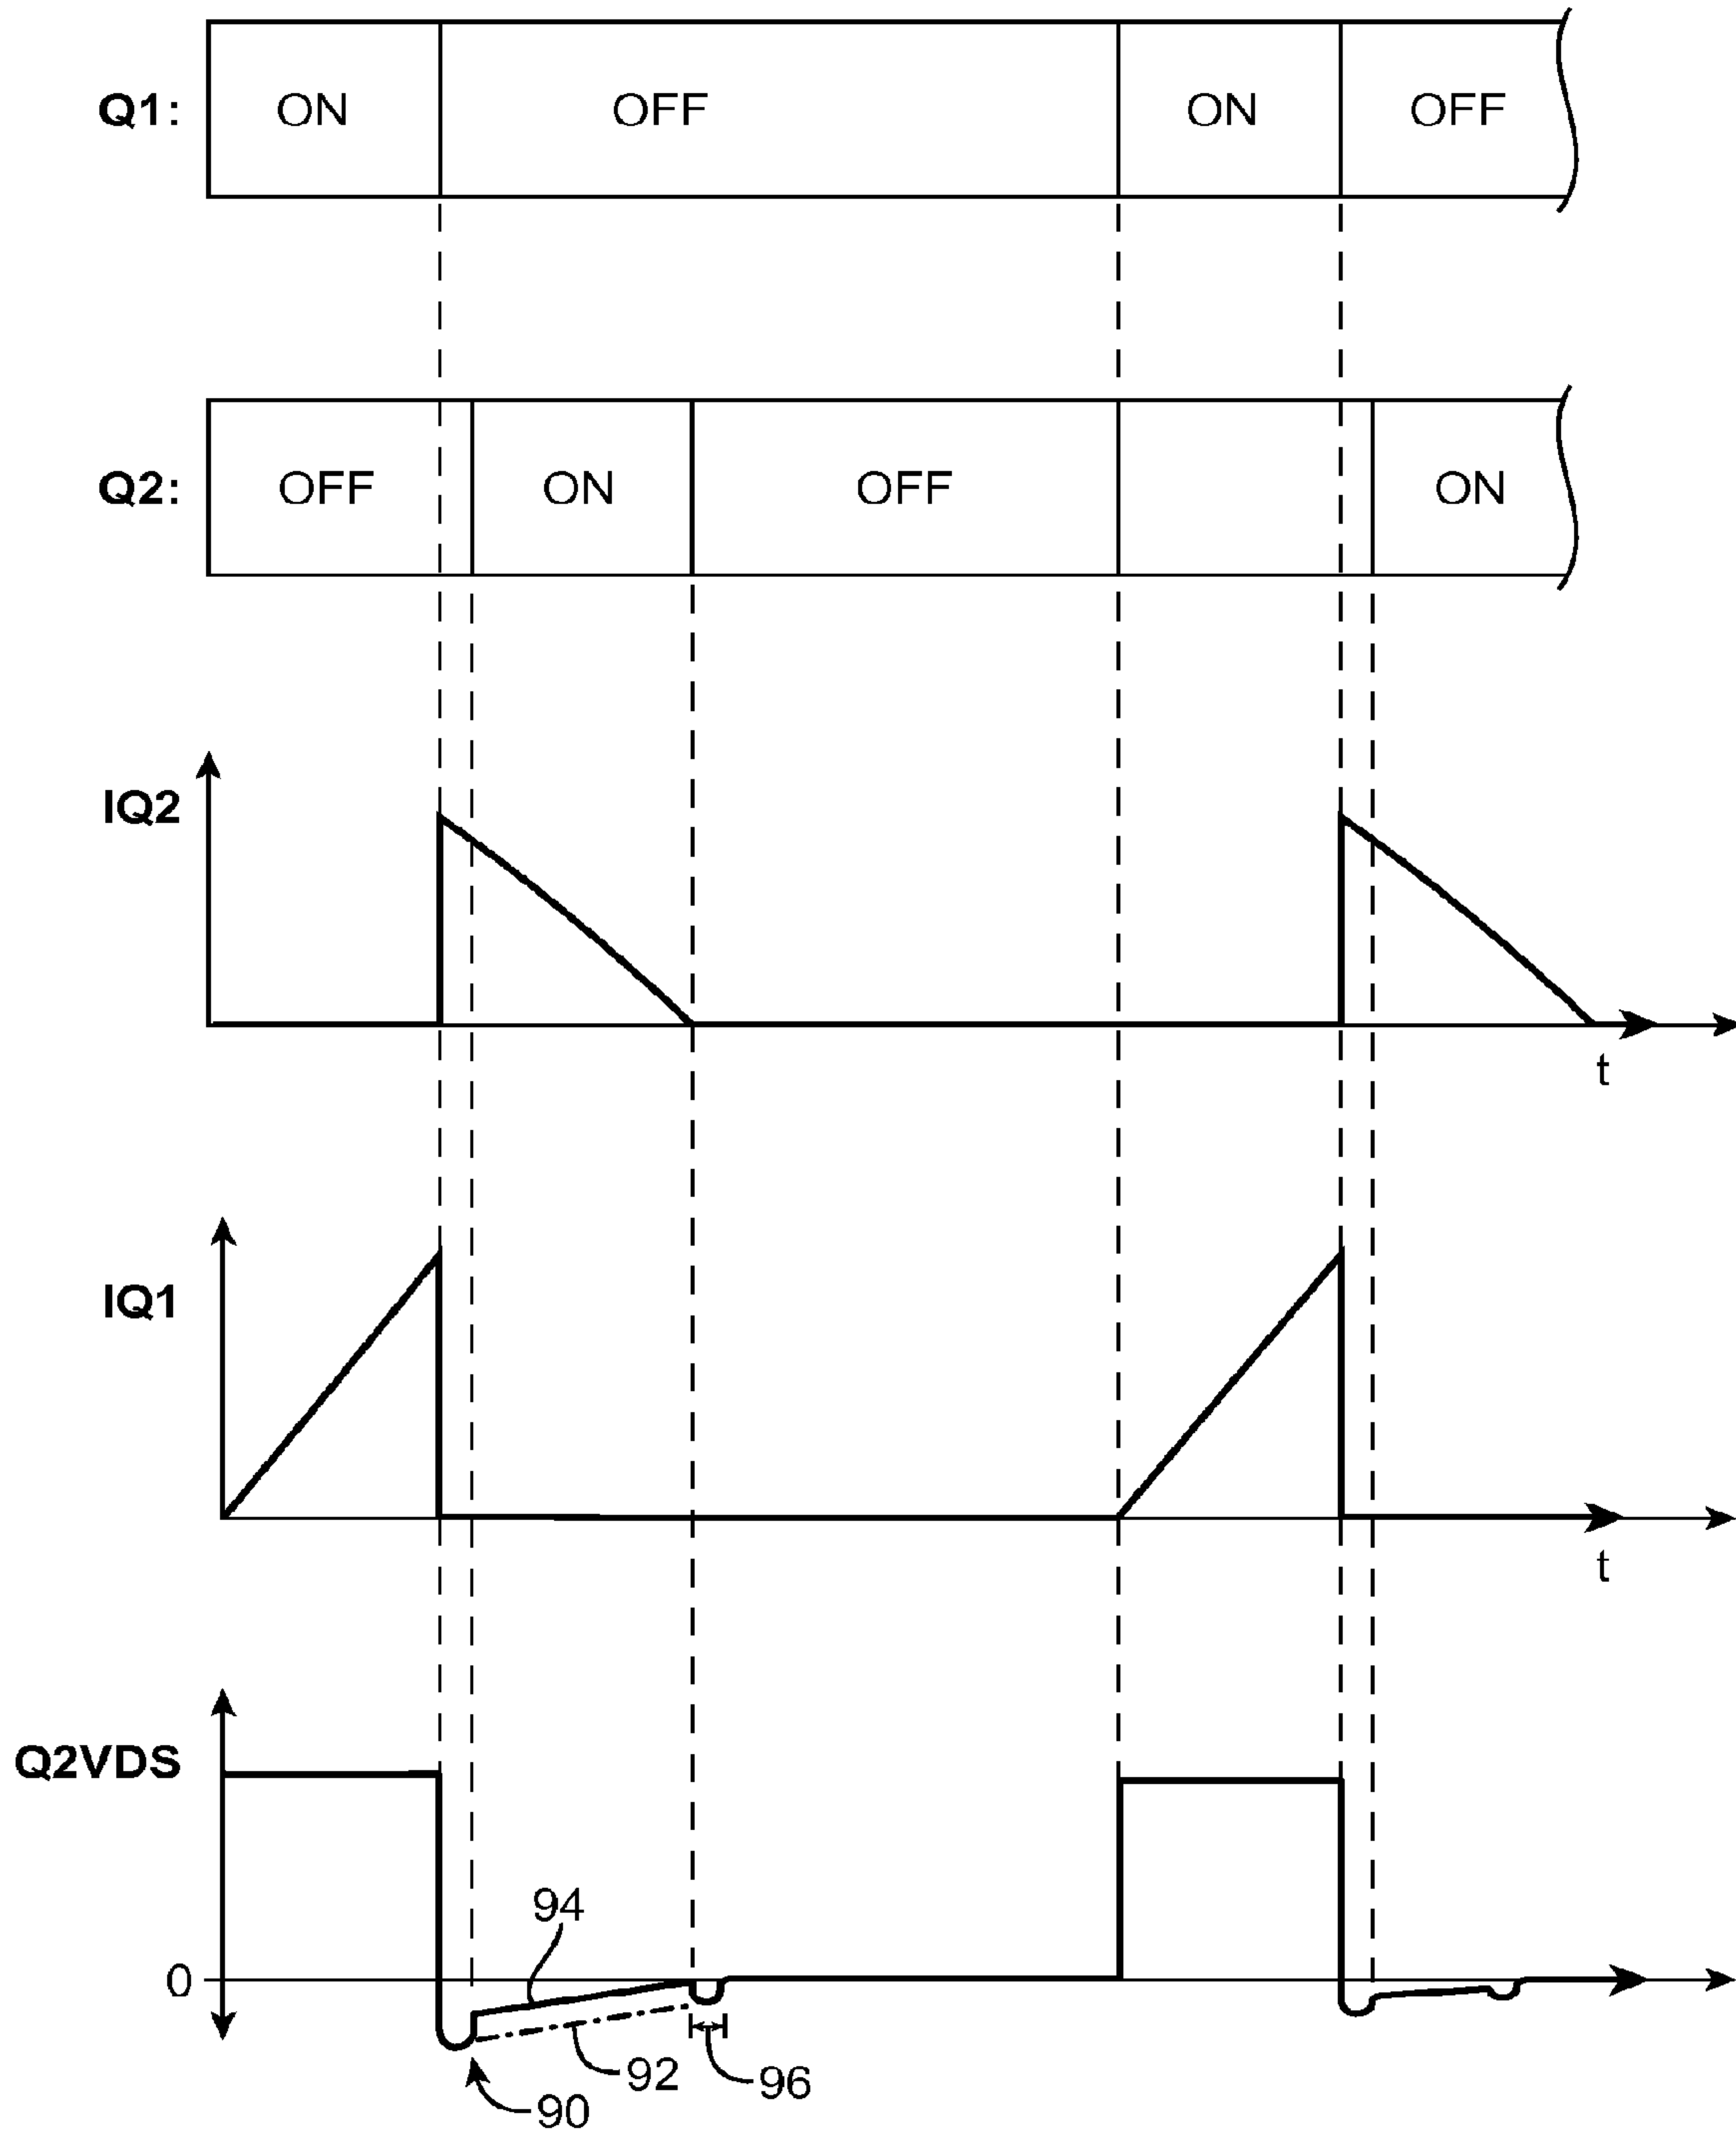 Q1: ON OFF ON OFF
Q2: OFF ON OFF ON
IQ2
t
IQ1
t
Q2VDS
94
0
92
96
90